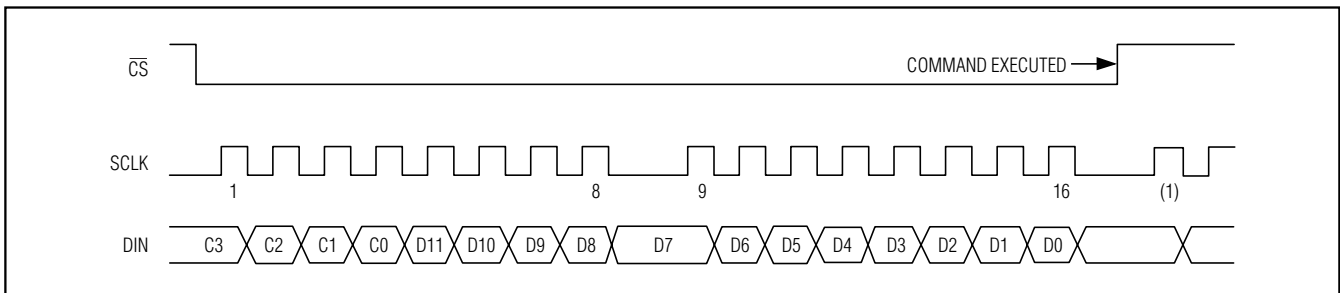 CS
COMMAND EXECUTED
SCLK
1 8 9 16 (1)
DIN C3 C2 C1 C0 D11 D10 D9 D8 D7 D6 D5 D4 D3 D2 D1 D0